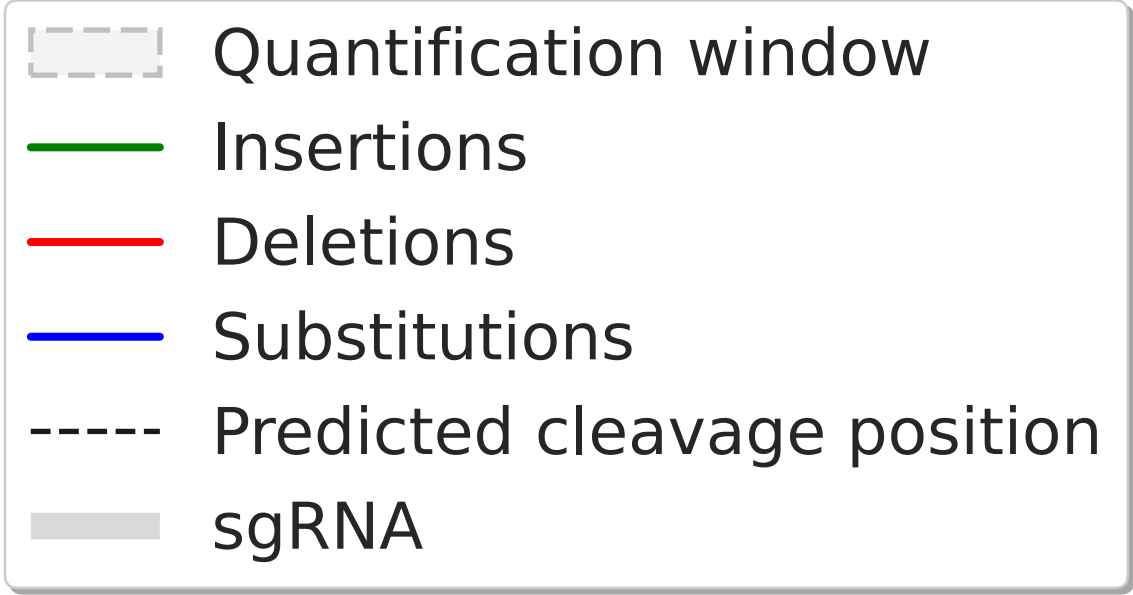 Quantification window
Insertions
Deletions
Substitutions
Predicted cleavage position
sgRNA